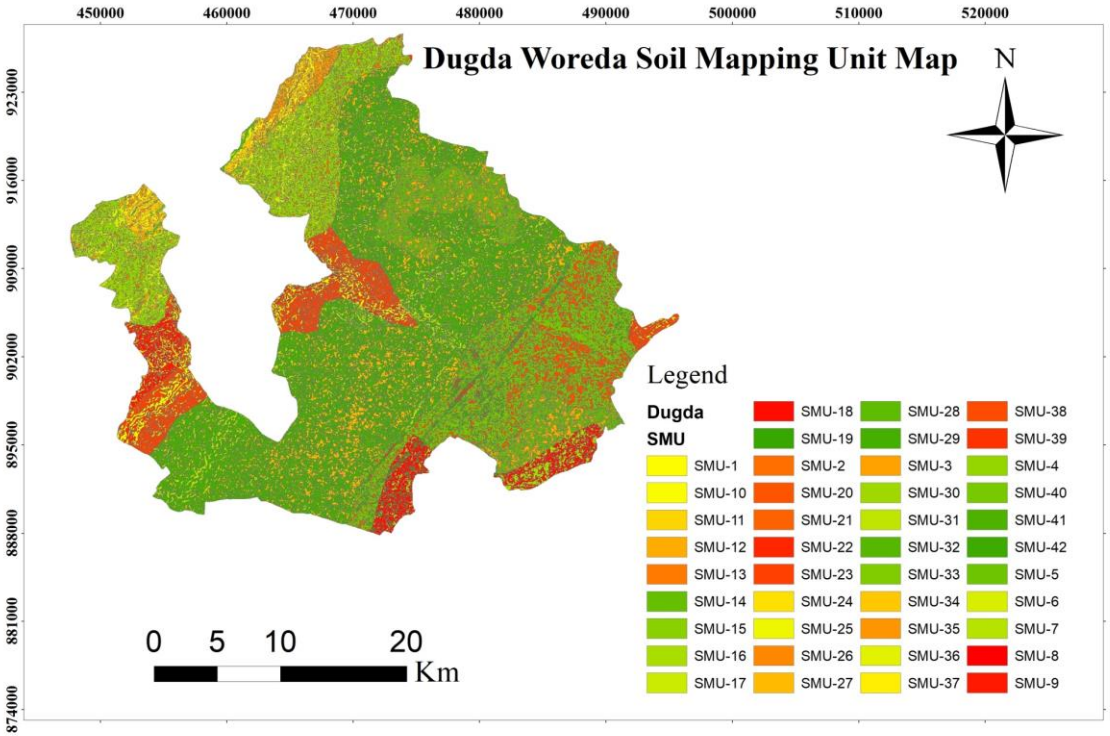 450000 460000 470000 480000 490000 500000 510000 520000
Dugda Woreda Soil Mapping Unit Map
N
923000
916000
909000
902000
895000
888000
881000
874000
Legend
Dugda
SMU
SMU-1
SMU-10
SMU-11
SMU-12
SMU-13
SMU-14
SMU-15
SMU-16
SMU-17
SMU-18
SMU-19
SMU-2
SMU-20
SMU-21
SMU-22
SMU-23
SMU-24
SMU-25
SMU-26
SMU-27
SMU-28
SMU-29
SMU-3
SMU-30
SMU-31
SMU-32
SMU-33
SMU-34
SMU-35
SMU-36
SMU-37
SMU-38
SMU-39
SMU-4
SMU-40
SMU-41
SMU-42
SMU-5
SMU-6
SMU-7
SMU-8
SMU-9
0 5 10 20
Km